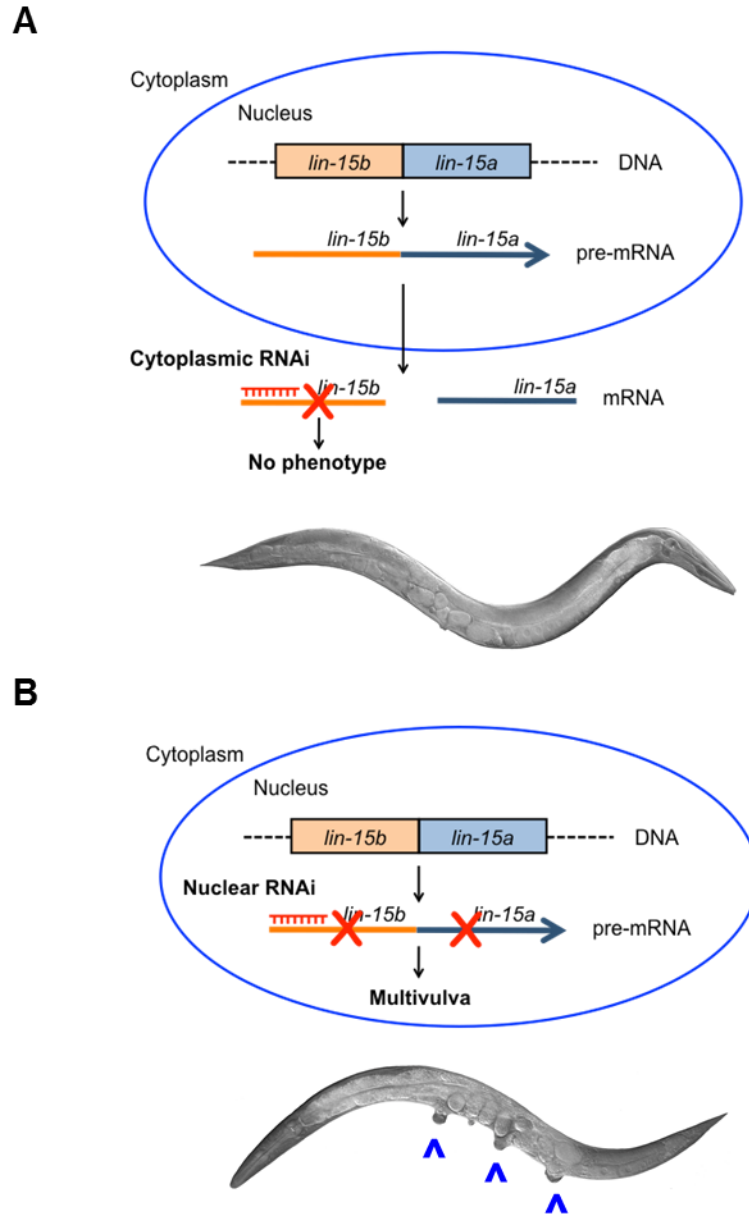 A
Cytoplasm
Nucleus
lin-15b lin-15a DNA
lin-15b lin-15a pre-mRNA
Cytoplasmic RNAi
lin-15b lin-15a mRNA
No phenotype
B
Cytoplasm
Nucleus
lin-15b lin-15a DNA
Nuclear RNAi
lin-15b lin-15a pre-mRNA
Multivulva